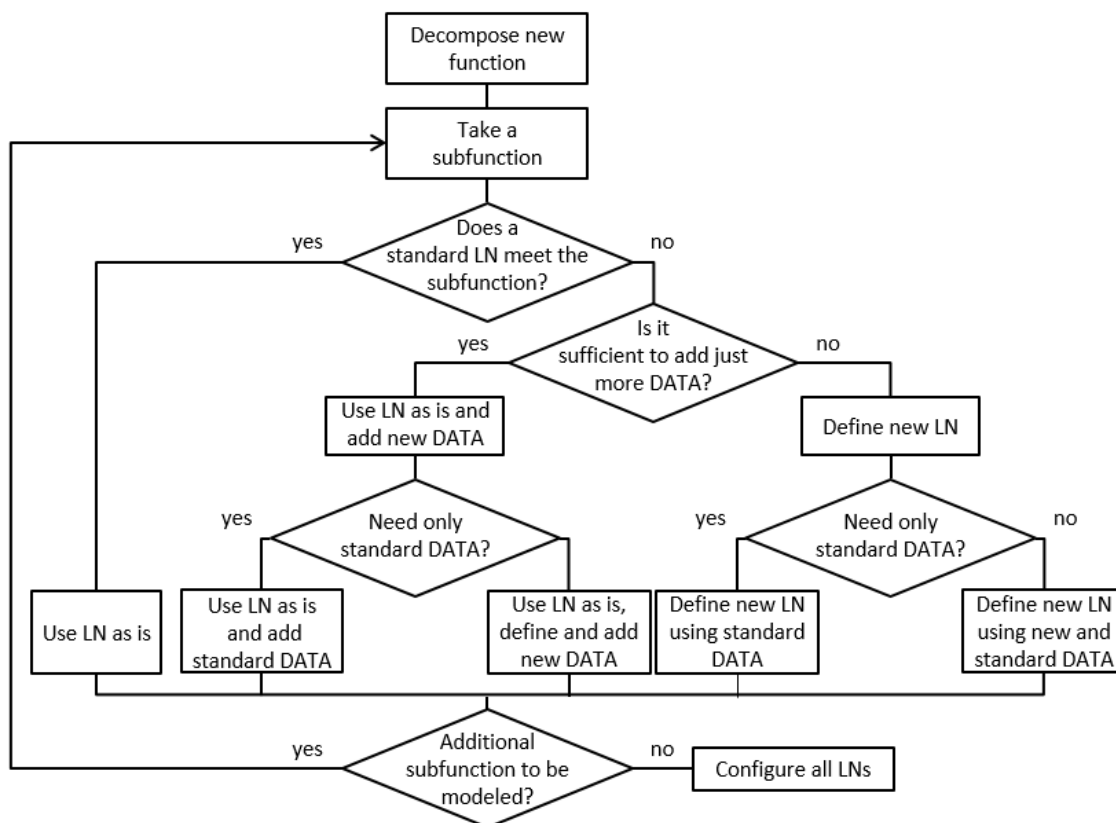 Decompose new
function
Take a
subfunction
Does a
standard LN meet the
subfunction?
yes
no
Is it
sufficient to add just
more DATA?
yes
no
Use LN as is and
add new DATA
Define new LN
Need only
standard DATA?
yes
Need only
standard DATA?
yes
no
Use LN as is
Use LN as is
and add
standard DATA
Use LN as is,
define and add
new DATA
Define new LN
using standard
DATA
Define new LN
using new and
standard DATA
Additional
subfunction to be
modeled?
yes
no
Configure all LNs